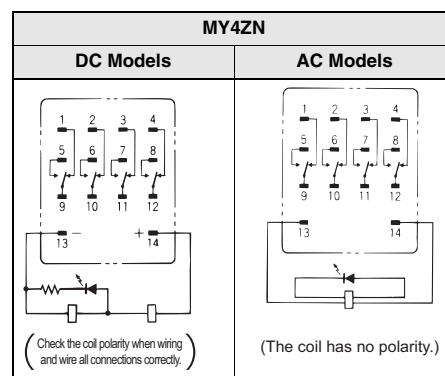 MY4ZN
DC Models AC Models
1 2 3 4
5 6 7 8
9 10 11 12
13 − + 14
(Check the coil polarity when wiring
and wire all connections correctly.)
1 2 3 4
5 6 7 8
9 10 11 12
13 14
(The coil has no polarity.)